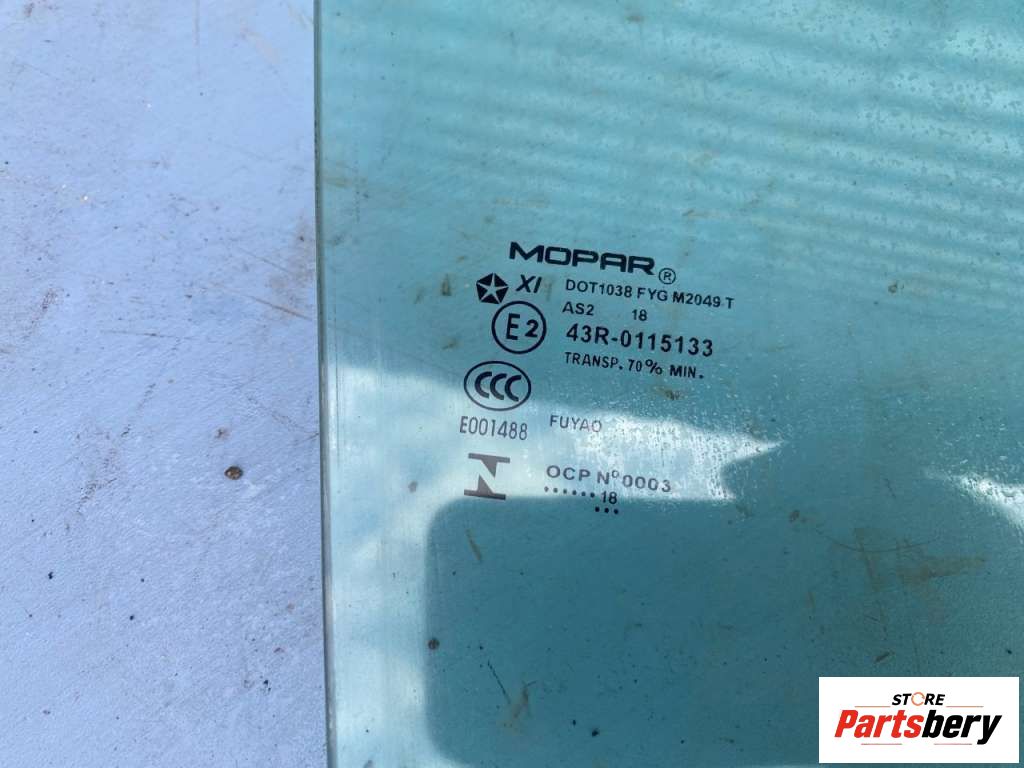 MOPAR®
XI DOT1038 FYG M2049 T
AS2 18
E2 43R-0115133
TRANSP. 70% MIN.
CCC
E001488 FUYAO
OCP Nº 0003
......18
...
STORE
Partsbery